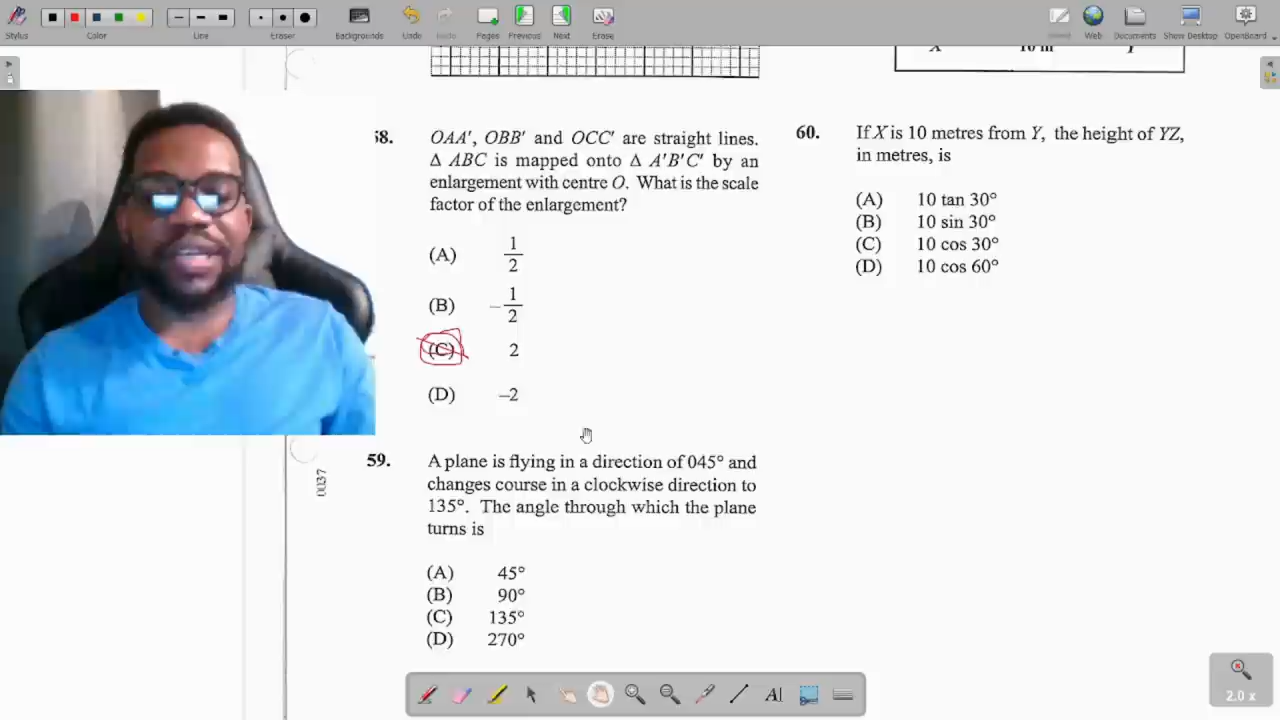 Stylus
Color
Line
Eraser
Backgrounds
Undo
Redo
Pages
Previous
Next
Erase
Web
Documents
Show Desktop
OpenBoard
X 10 m Y
58. OAA′, OBB′ and OCC′ are straight lines.
Δ ABC is mapped onto Δ A′B′C′ by an
enlargement with centre O. What is the scale
factor of the enlargement?
(A) 1/2
(B) –1/2
(C) 2
(D) –2
59. A plane is flying in a direction of 045° and
changes course in a clockwise direction to
135°. The angle through which the plane
turns is
(A) 45°
(B) 90°
(C) 135°
(D) 270°
0037
60. If X is 10 metres from Y, the height of YZ,
in metres, is
(A) 10 tan 30°
(B) 10 sin 30°
(C) 10 cos 30°
(D) 10 cos 60°
2.0 x